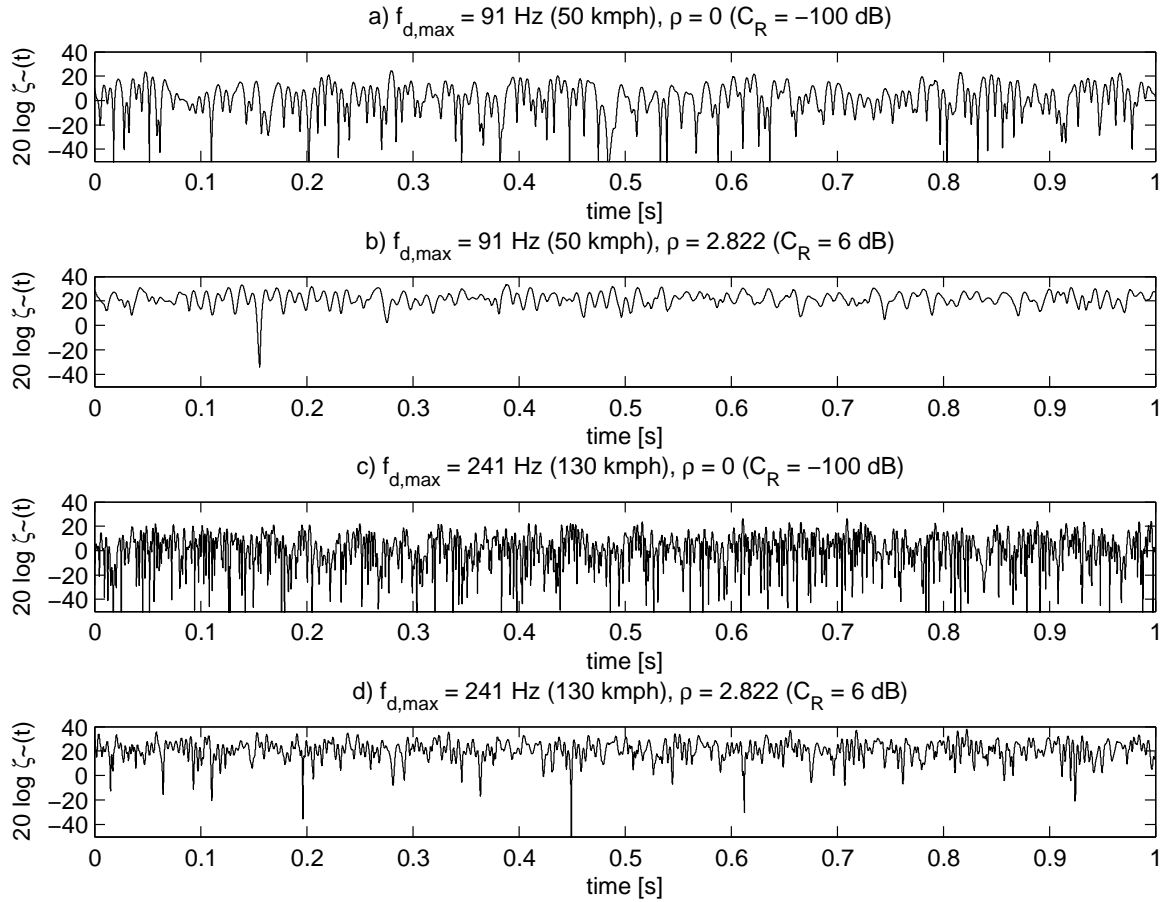 a) f_d,max = 91 Hz (50 kmph), ρ = 0 (C_R = −100 dB)
20 log ζ~(t)
40
20
0
−20
−40
0 0.1 0.2 0.3 0.4 0.5 0.6 0.7 0.8 0.9 1
time [s]
b) f_d,max = 91 Hz (50 kmph), ρ = 2.822 (C_R = 6 dB)
20 log ζ~(t)
40
20
0
−20
−40
0 0.1 0.2 0.3 0.4 0.5 0.6 0.7 0.8 0.9 1
time [s]
c) f_d,max = 241 Hz (130 kmph), ρ = 0 (C_R = −100 dB)
20 log ζ~(t)
40
20
0
−20
−40
0 0.1 0.2 0.3 0.4 0.5 0.6 0.7 0.8 0.9 1
time [s]
d) f_d,max = 241 Hz (130 kmph), ρ = 2.822 (C_R = 6 dB)
20 log ζ~(t)
40
20
0
−20
−40
0 0.1 0.2 0.3 0.4 0.5 0.6 0.7 0.8 0.9 1
time [s]